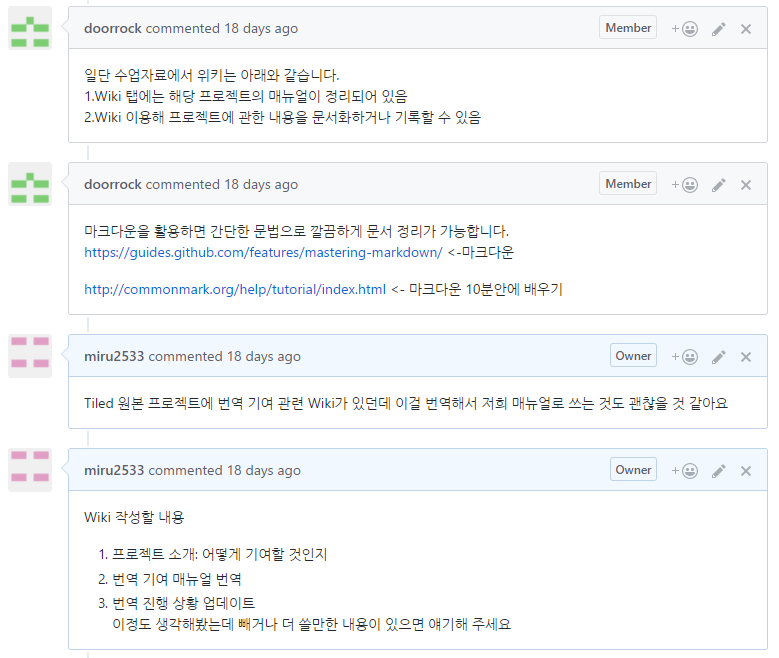 doorrock commented 18 days ago Member
일단 수업자료에서 위키는 아래와 같습니다.
1.Wiki 탭에는 해당 프로젝트의 매뉴얼이 정리되어 있음
2.Wiki 이용해 프로젝트에 관한 내용을 문서화하거나 기록할 수 있음
doorrock commented 18 days ago Member
마크다운을 활용하면 간단한 문법으로 깔끔하게 문서 정리가 가능합니다.
https://guides.github.com/features/mastering-markdown/ <-마크다운
http://commonmark.org/help/tutorial/index.html <- 마크다운 10분안에 배우기
miru2533 commented 18 days ago Owner
Tiled 원본 프로젝트에 번역 기여 관련 Wiki가 있던데 이걸 번역해서 저희 매뉴얼로 쓰는 것도 괜찮을 것 같아요
miru2533 commented 18 days ago Owner
Wiki 작성할 내용
1. 프로젝트 소개: 어떻게 기여할 것인지
2. 번역 기여 매뉴얼 번역
3. 번역 진행 상황 업데이트
이정도 생각해봤는데 빼거나 더 쓸만한 내용이 있으면 얘기해 주세요